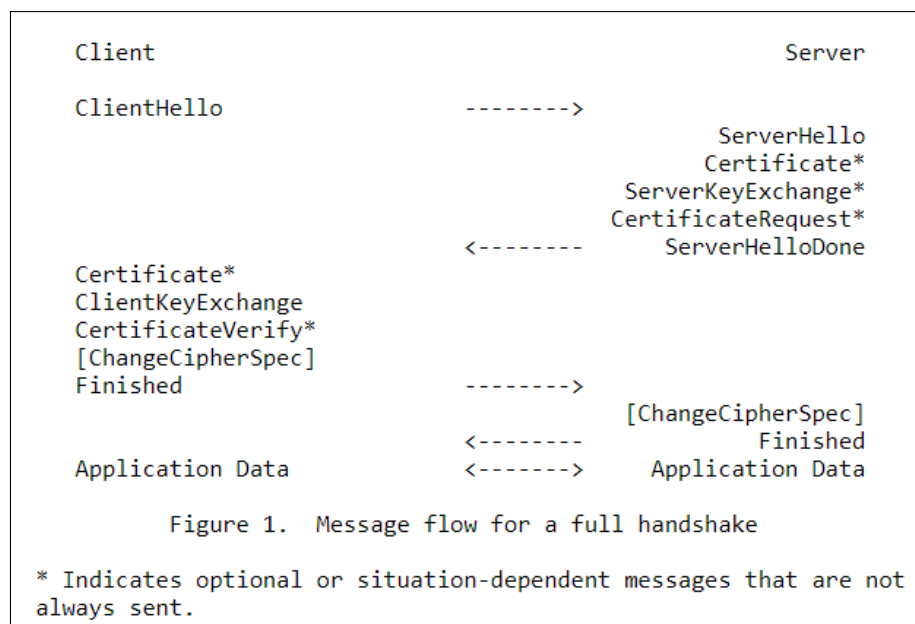 Client Server
ClientHello -------->
ServerHello
Certificate*
ServerKeyExchange*
CertificateRequest*
<-------- ServerHelloDone
Certificate*
ClientKeyExchange
CertificateVerify*
[ChangeCipherSpec]
Finished -------->
[ChangeCipherSpec]
<-------- Finished
Application Data <-------> Application Data
Figure 1. Message flow for a full handshake
* Indicates optional or situation-dependent messages that are not
always sent.